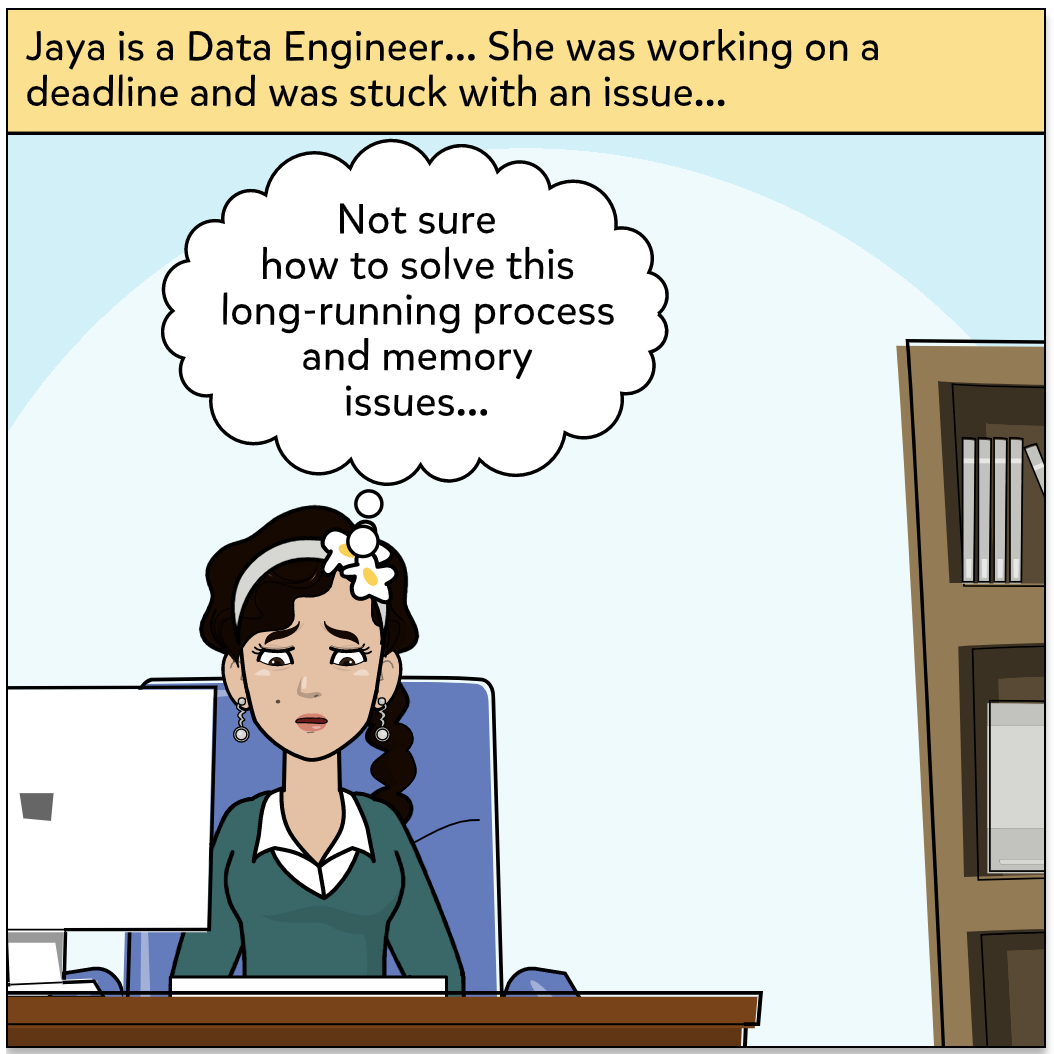 Jaya is a Data Engineer... She was working on a
deadline and was stuck with an issue...
Not sure
how to solve this
long-running process
and memory
issues...